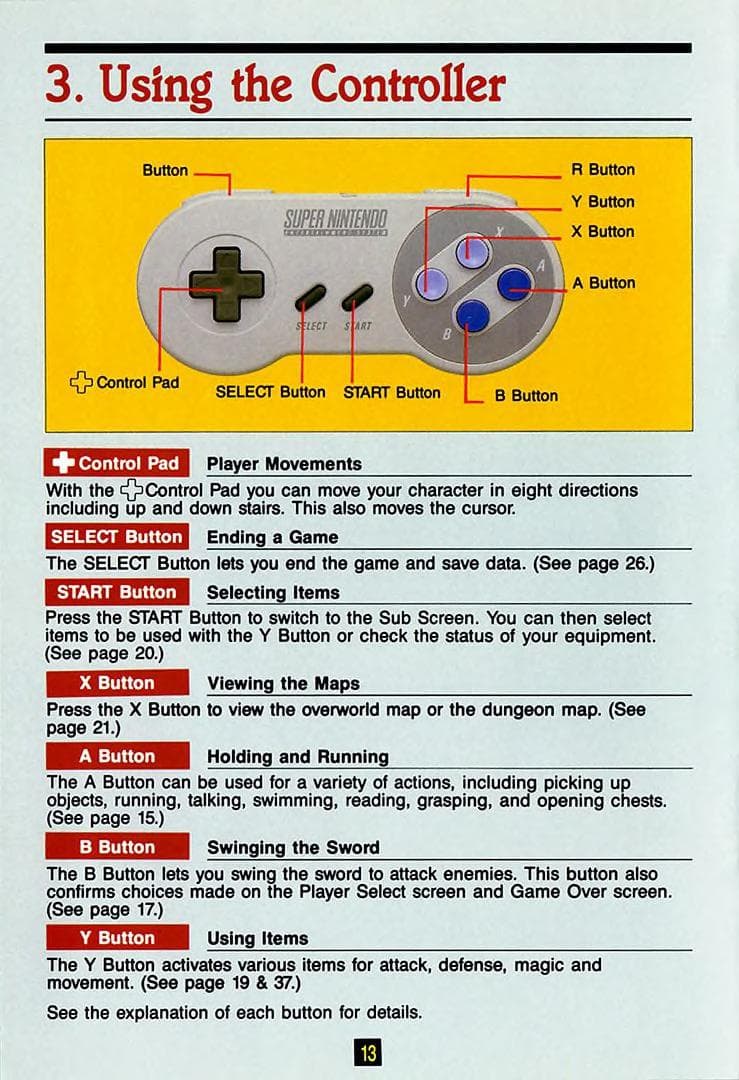 3. Using the Controller
Button
R Button
Y Button
X Button
A Button
SUPER NINTENDO
ENTERTAINMENT SYSTEM
X
A
Y
B
SELECT
START
Control Pad
SELECT Button
START Button
B Button
Control Pad Player Movements
With the Control Pad you can move your character in eight directions
including up and down stairs. This also moves the cursor.
SELECT Button Ending a Game
The SELECT Button lets you end the game and save data. (See page 26.)
START Button Selecting Items
Press the START Button to switch to the Sub Screen. You can then select
items to be used with the Y Button or check the status of your equipment.
(See page 20.)
X Button Viewing the Maps
Press the X Button to view the overworld map or the dungeon map. (See
page 21.)
A Button Holding and Running
The A Button can be used for a variety of actions, including picking up
objects, running, talking, swimming, reading, grasping, and opening chests.
(See page 15.)
B Button Swinging the Sword
The B Button lets you swing the sword to attack enemies. This button also
confirms choices made on the Player Select screen and Game Over screen.
(See page 17.)
Y Button Using Items
The Y Button activates various items for attack, defense, magic and
movement. (See page 19 & 37.)
See the explanation of each button for details.
13